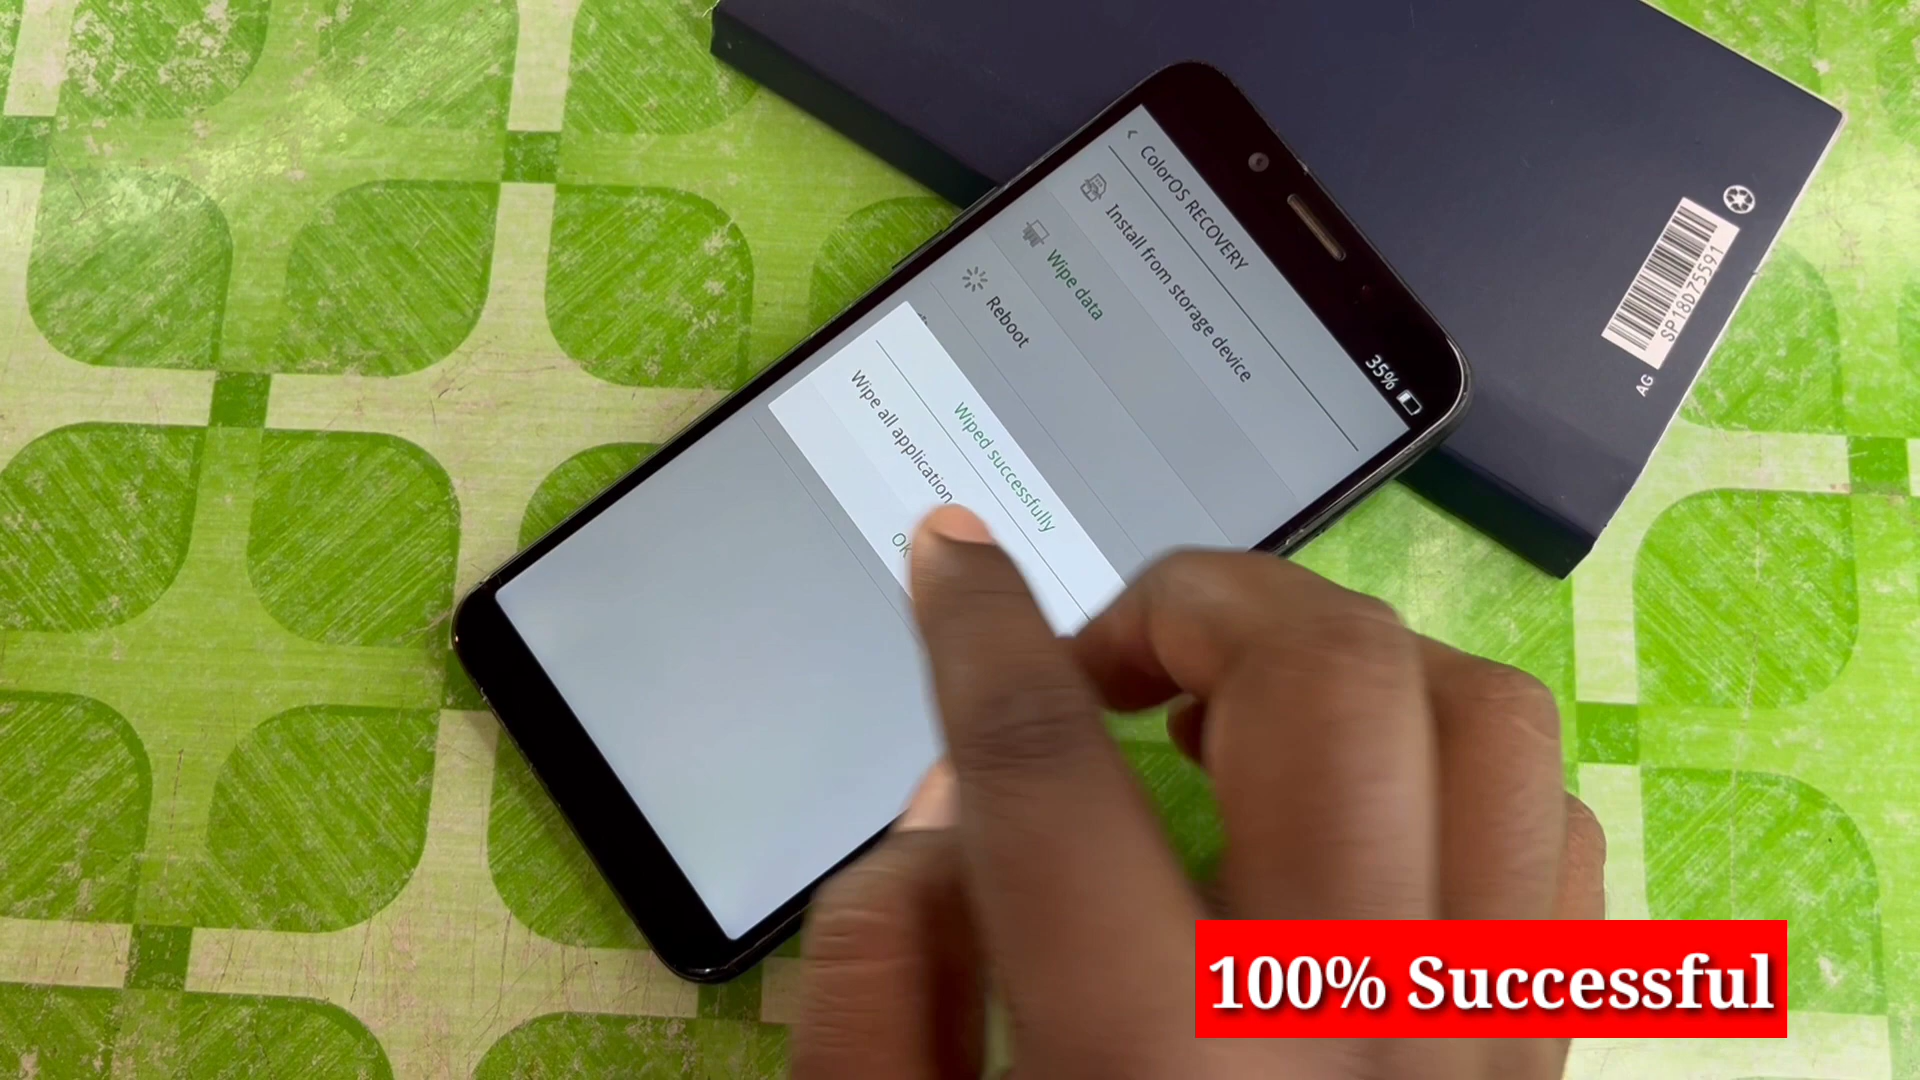 35%
ColorOS RECOVERY
Install from storage device
Wipe data
Reboot
Wiped successfully
Wipe all application
OK
SP18D75591
AG
100% Successful